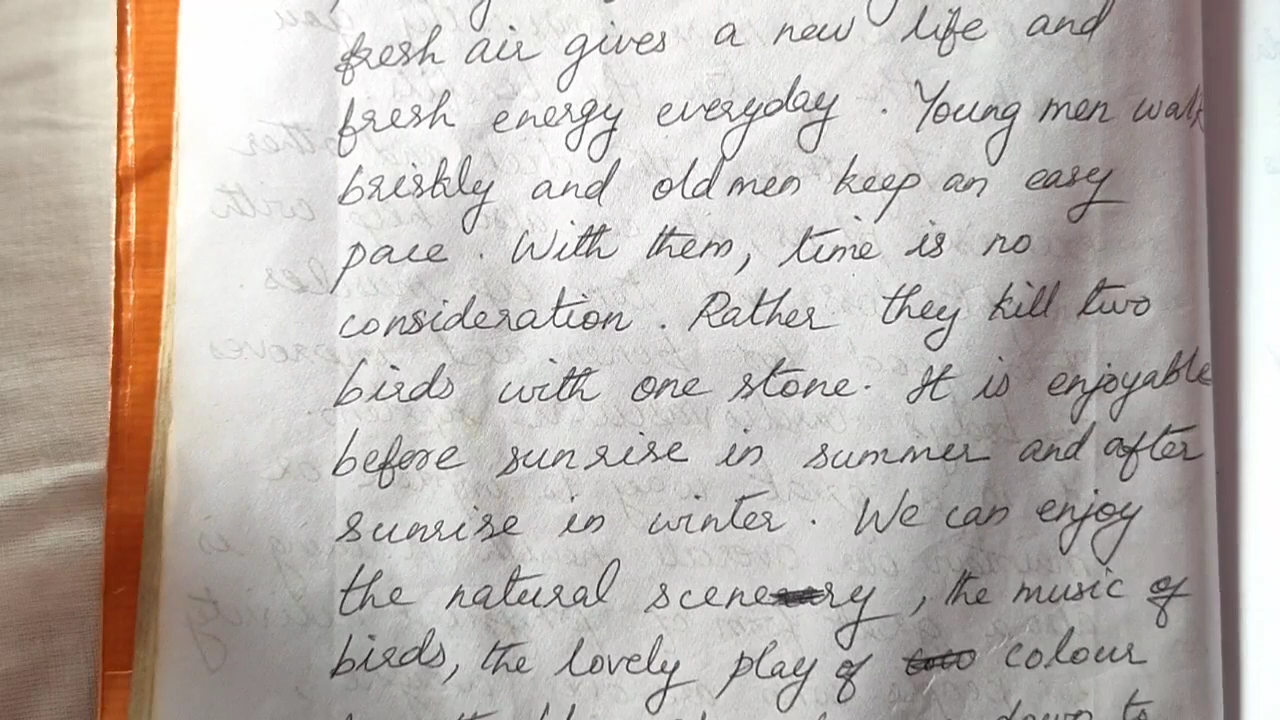 fresh air gives a new life and
fresh energy everyday. Young men walk
briskly and old men keep an easy
pace. With them, time is no
consideration. Rather they kill two
birds with one stone. It is enjoyable
before sunrise in summer and after
sunrise in winter. We can enjoy
the natural scenery, the music of
birds, the lovely play of colour
down to